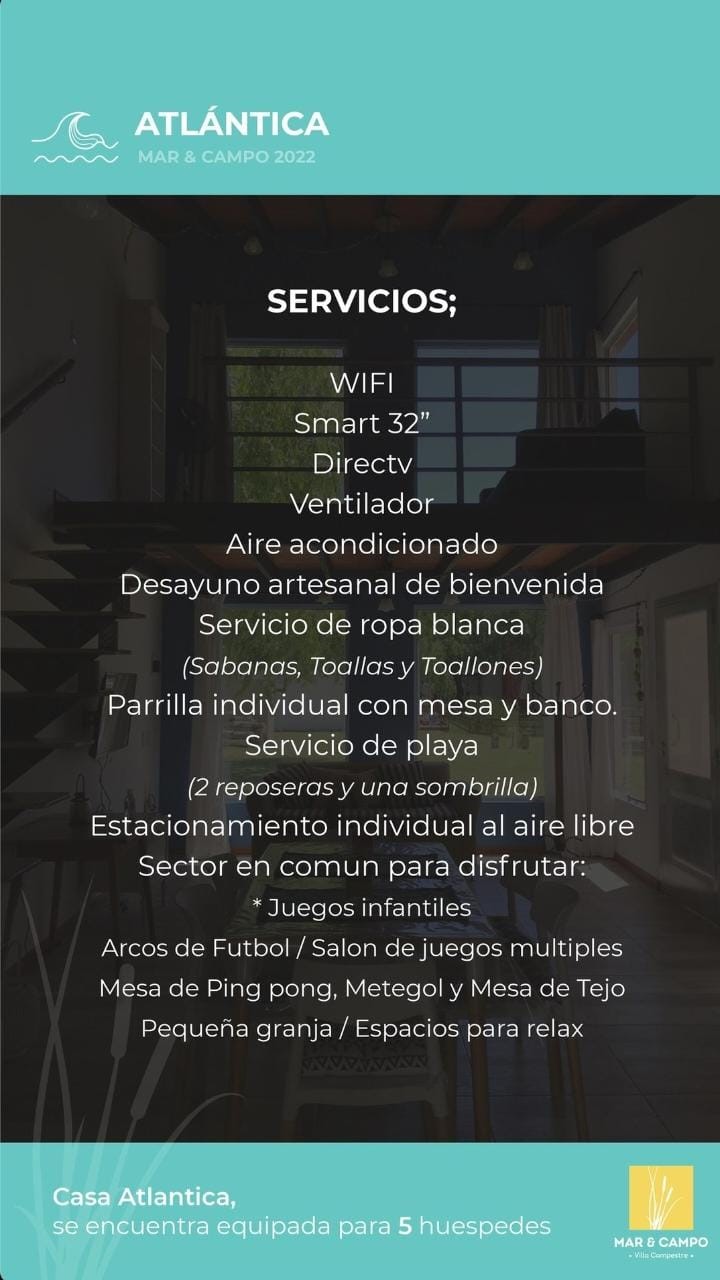 ATLÁNTICA
MAR & CAMPO 2022
SERVICIOS;
WIFI
Smart 32”
Directv
Ventilador
Aire acondicionado
Desayuno artesanal de bienvenida
Servicio de ropa blanca
(Sabanas, Toallas y Toallones)
Parrilla individual con mesa y banco.
Servicio de playa
(2 reposeras y una sombrilla)
Estacionamiento individual al aire libre
Sector en comun para disfrutar:
* Juegos infantiles
Arcos de Futbol / Salon de juegos multiples
Mesa de Ping pong, Metegol y Mesa de Tejo
Pequeña granja / Espacios para relax
Casa Atlantica,
se encuentra equipada para 5 huespedes
MAR & CAMPO
• Villa Campestre •